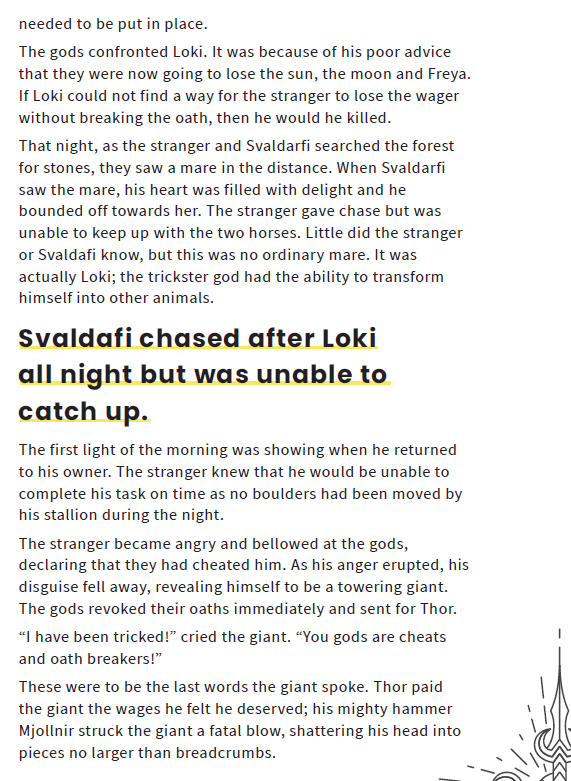 needed to be put in place.
The gods confronted Loki. It was because of his poor advice
that they were now going to lose the sun, the moon and Freya.
If Loki could not find a way for the stranger to lose the wager
without breaking the oath, then he would he killed.
That night, as the stranger and Svaldarfi searched the forest
for stones, they saw a mare in the distance. When Svaldarfi
saw the mare, his heart was filled with delight and he
bounded off towards her. The stranger gave chase but was
unable to keep up with the two horses. Little did the stranger
or Svaldafi know, but this was no ordinary mare. It was
actually Loki; the trickster god had the ability to transform
himself into other animals.
Svaldafi chased after Loki
all night but was unable to
catch up.
The first light of the morning was showing when he returned
to his owner. The stranger knew that he would be unable to
complete his task on time as no boulders had been moved by
his stallion during the night.
The stranger became angry and bellowed at the gods,
declaring that they had cheated him. As his anger erupted, his
disguise fell away, revealing himself to be a towering giant.
The gods revoked their oaths immediately and sent for Thor.
“I have been tricked!” cried the giant. “You gods are cheats
and oath breakers!”
These were to be the last words the giant spoke. Thor paid
the giant the wages he felt he deserved; his mighty hammer
Mjollnir struck the giant a fatal blow, shattering his head into
pieces no larger than breadcrumbs.